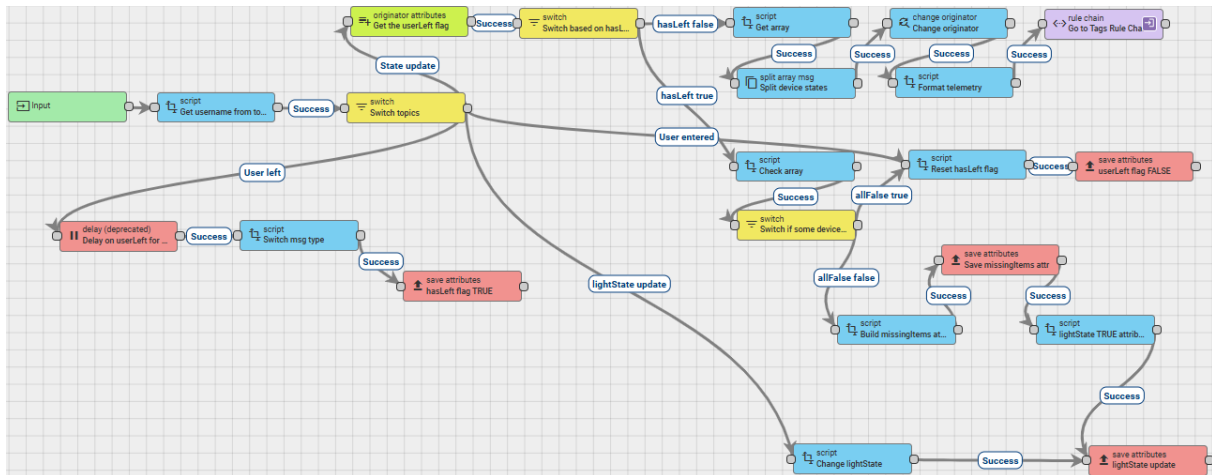 originator attributes
Get the userLeft flag
Success
switch
Switch based on hasL...
hasLeft false
script
Get array
Success
change originator
Change originator
Success
rule chain
Go to Tags Rule Cha
State update
Success
split array msg
Split device states
Success
script
Format telemetry
hasLeft true
Input
script
Get username from to...
Success
switch
Switch topics
User entered
User left
script
Check array
script
Reset hasLeft flag
Success
save attributes
userLeft flag FALSE
Success
allFalse true
switch
Switch if some device...
delay (deprecated)
Delay on userLeft for ...
Success
script
Switch msg type
Success
save attributes
hasLeft flag TRUE
lightState update
allFalse false
save attributes
Save missingItems attr
Success
Success
script
Build missingItems at...
script
lightState TRUE attrib...
Success
script
Change lightState
Success
save attributes
lightState update